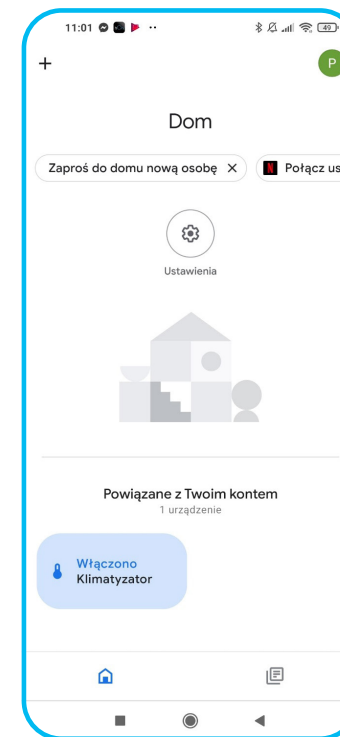 11:01
49
+
P
Dom
Zaproś do domu nową osobę X
N Połącz us
Ustawienia
Powiązane z Twoim kontem
1 urządzenie
Włączono
Klimatyzator